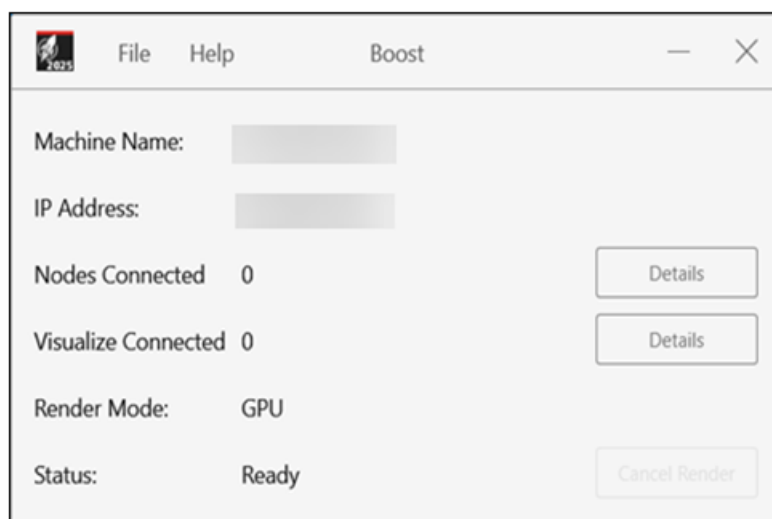 2025 File Help Boost
Machine Name:
IP Address:
Nodes Connected 0 Details
Visualize Connected 0 Details
Render Mode: GPU
Status: Ready Cancel Render